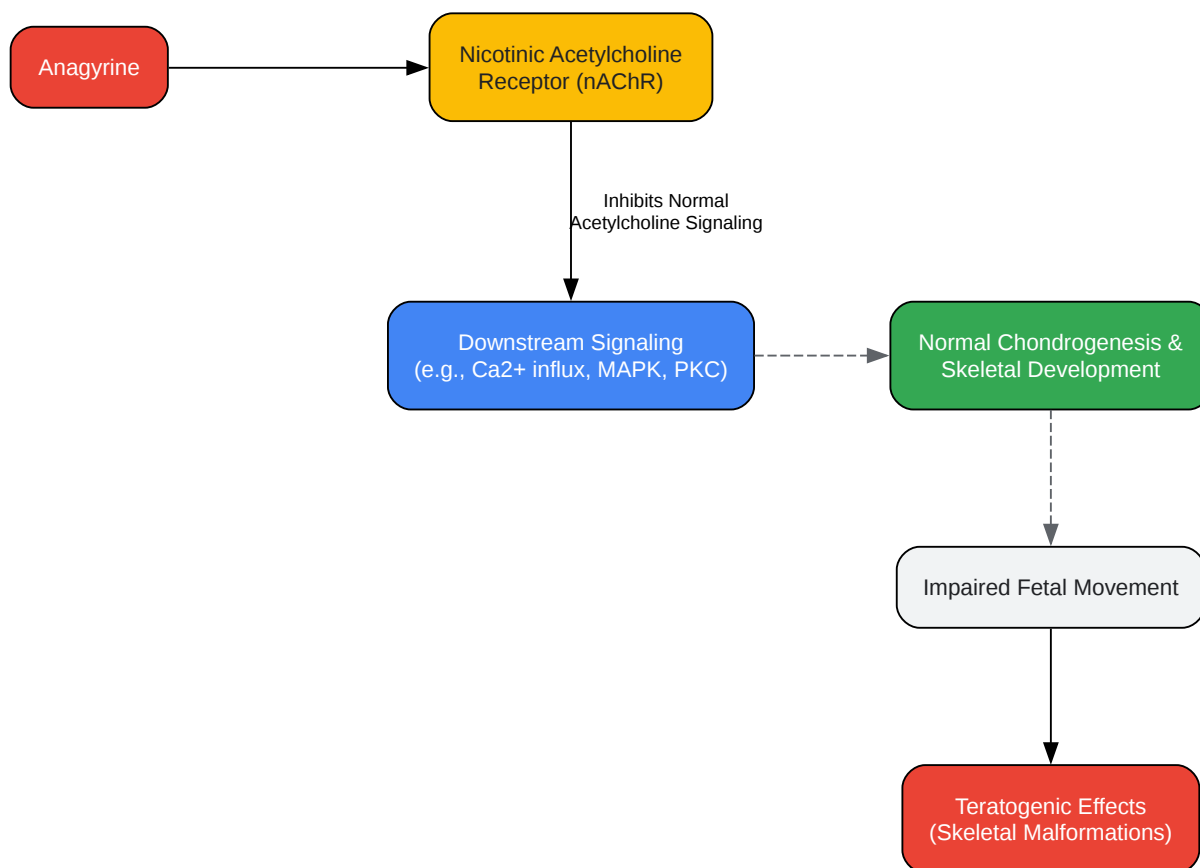 Anagyrine
Nicotinic Acetylcholine
Receptor (nAChR)
Inhibits Normal
Acetylcholine Signaling
Downstream Signaling
(e.g., Ca2+ influx, MAPK, PKC)
Normal Chondrogenesis &
Skeletal Development
Impaired Fetal Movement
Teratogenic Effects
(Skeletal Malformations)